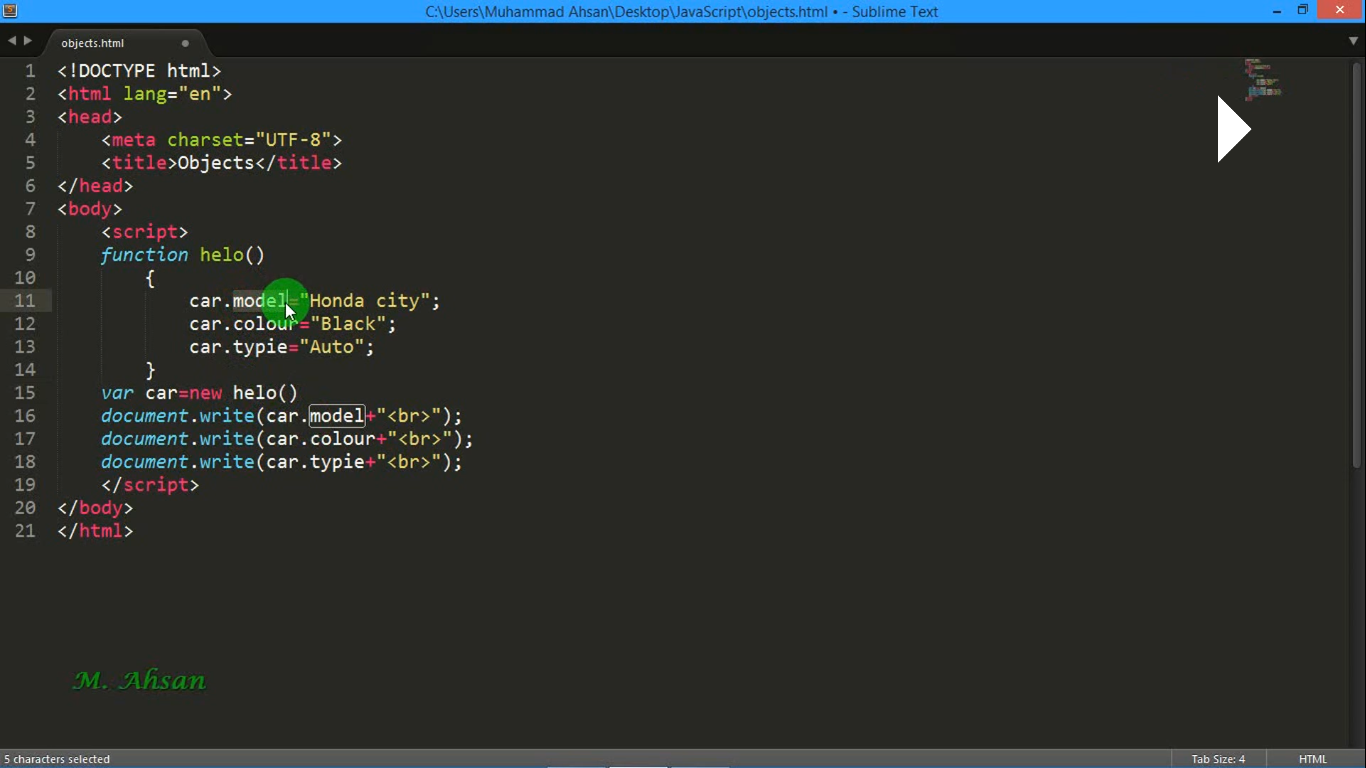 C:\Users\Muhammad Ahsan\Desktop\JavaScript\objects.html • - Sublime Text
objects.html
1 <!DOCTYPE html>
2 <html lang="en">
3 <head>
4 <meta charset="UTF-8">
5 <title>Objects</title>
6 </head>
7 <body>
8 <script>
9 function helo()
10 {
11 car.model="Honda city";
12 car.colour="Black";
13 car.typie="Auto";
14 }
15 var car=new helo()
16 document.write(car.model+"<br>");
17 document.write(car.colour+"<br>");
18 document.write(car.typie+"<br>");
19 </script>
20 </body>
21 </html>
M. Ahsan
5 characters selected
Tab Size: 4
HTML